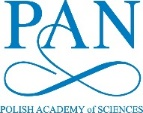 PAN
POLISH ACADEMY of SCIENCES